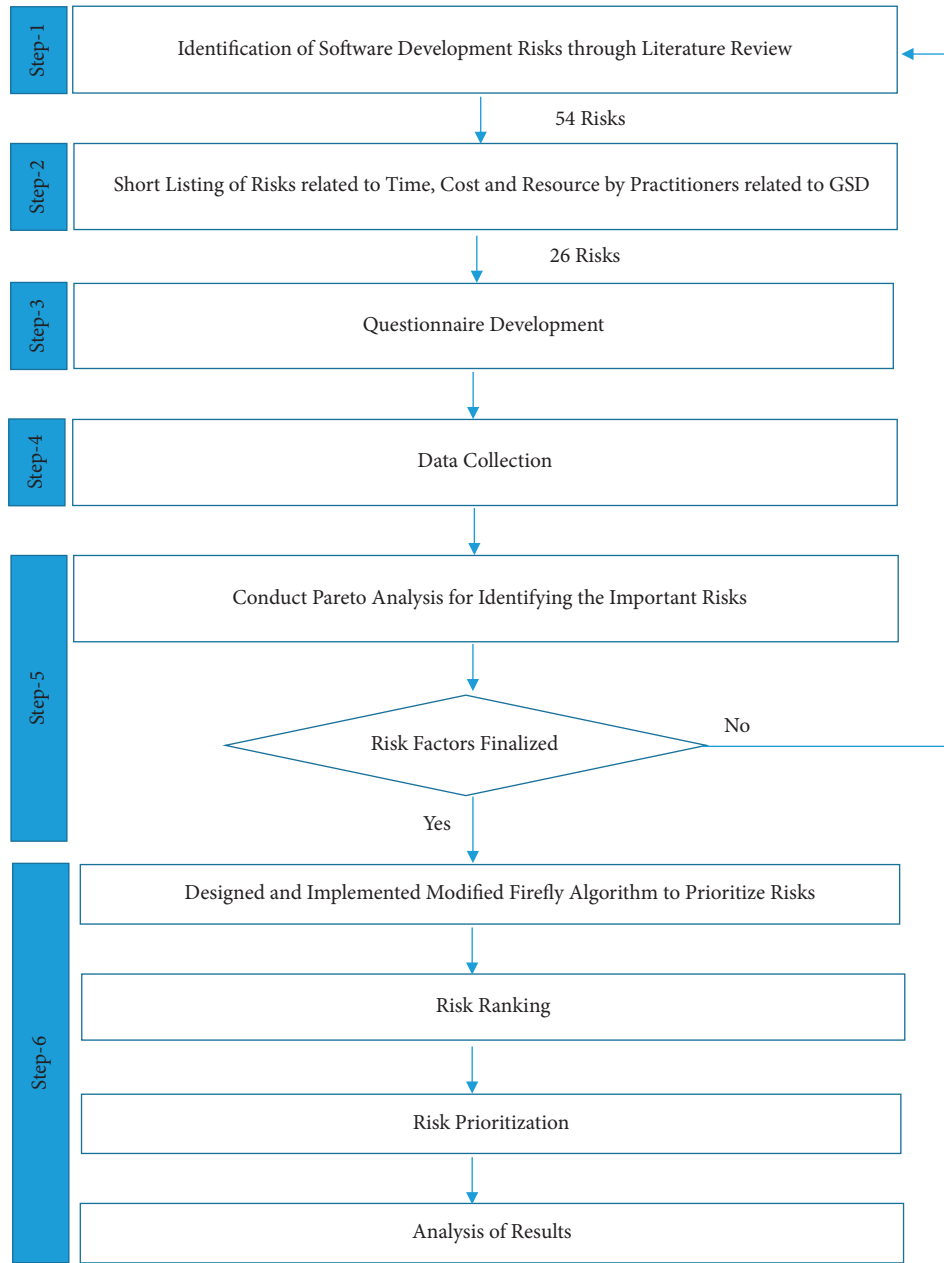 Step-1
Identification of Software Development Risks through Literature Review
54 Risks
Step-2
Short Listing of Risks related to Time, Cost and Resource by Practitioners related to GSD
26 Risks
Step-3
Questionnaire Development
Step-4
Data Collection
Step-5
Conduct Pareto Analysis for Identifying the Important Risks
Risk Factors Finalized
No
Yes
Step-6
Designed and Implemented Modified Firefly Algorithm to Prioritize Risks
Risk Ranking
Risk Prioritization
Analysis of Results